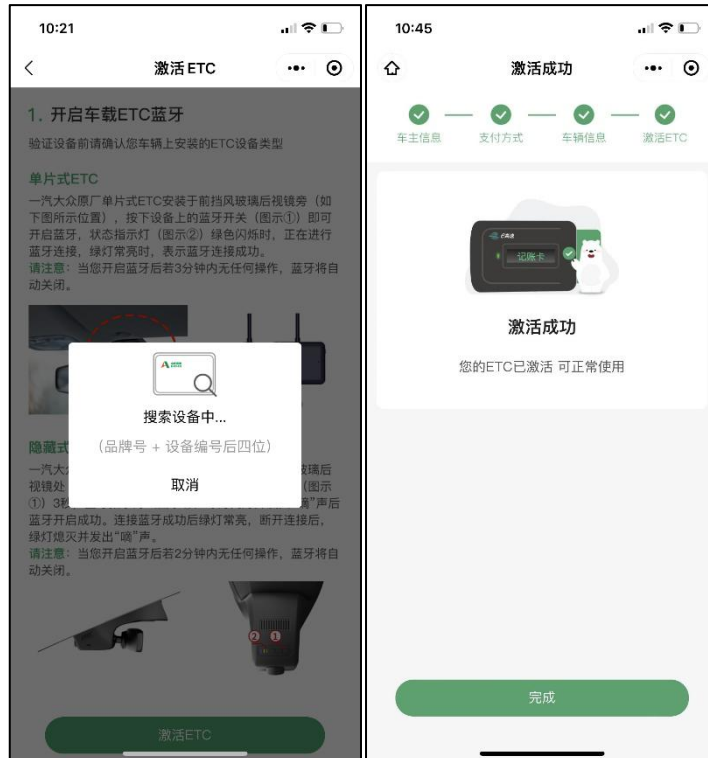 10:21
激活 ETC
1. 开启车载ETC蓝牙
验证设备前请确认您车辆上安装的ETC设备类型
单片式ETC
一汽大众原厂单片式ETC安装于前挡风玻璃后视镜旁（如
下图所示位置），按下设备上的蓝牙开关（图示①）即可
开启蓝牙，状态指示灯（图示②）绿色闪烁时，正在进行
蓝牙连接，绿灯常亮时，表示蓝牙连接成功。
请注意：当您开启蓝牙后若3分钟内无任何操作，蓝牙将自
动关闭。
搜索设备中...
（品牌号 + 设备编号后四位）
取消
隐藏式
一汽大
玻璃后
视镜处
（图示
①）3秒
“嘀”声后
蓝牙开启成功。连接蓝牙成功后绿灯常亮，断开连接后，
绿灯熄灭并发出“嘀”声。
请注意：当您开启蓝牙后若2分钟内无任何操作，蓝牙将自
动关闭。
② ①
激活ETC
10:45
激活成功
车主信息 支付方式 车辆信息 激活ETC
记账卡
激活成功
您的ETC已激活 可正常使用
完成